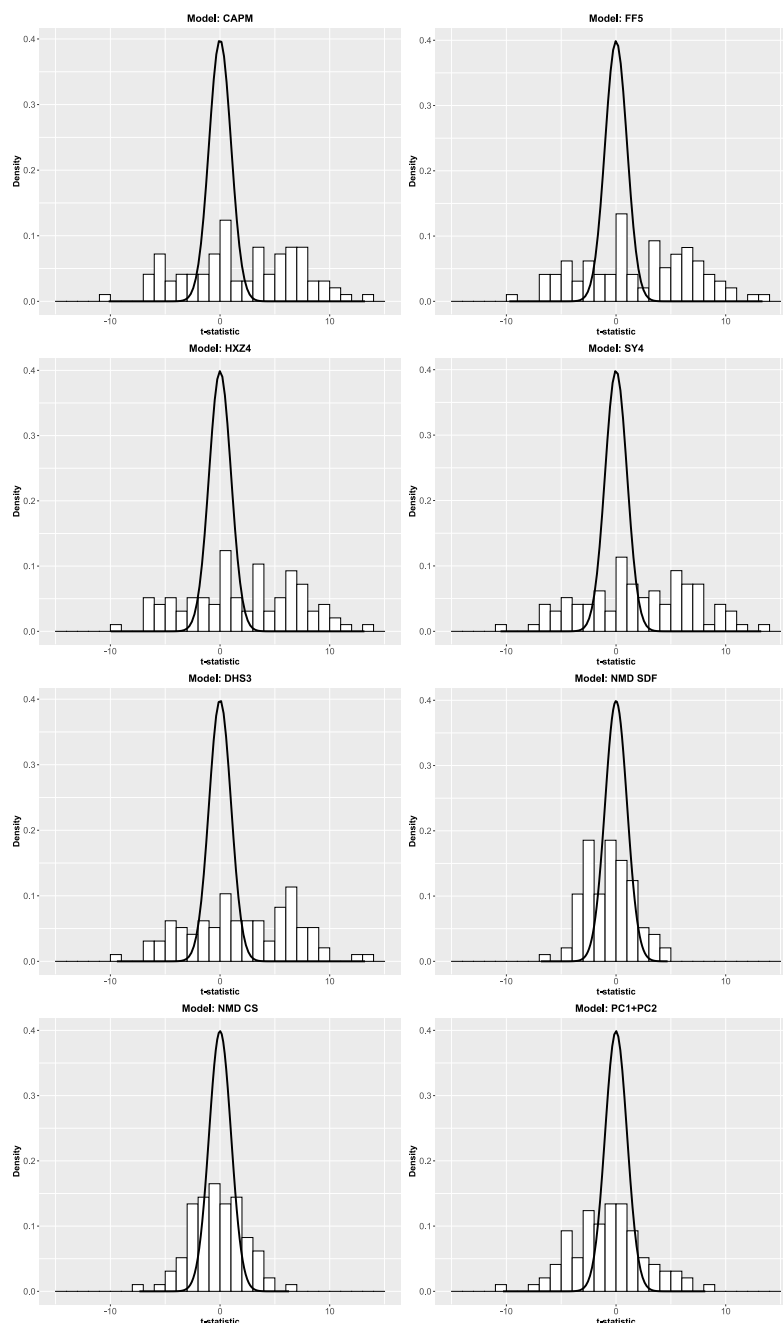 Model: CAPM
0.4
0.3
0.2
0.1
0.0
Density
-10
0
10
t-statistic
Model: FF5
0.4
0.3
0.2
0.1
0.0
Density
-10
0
10
t-statistic
Model: HXZ4
0.4
0.3
0.2
0.1
0.0
Density
-10
0
10
t-statistic
Model: SY4
0.4
0.3
0.2
0.1
0.0
Density
-10
0
10
t-statistic
Model: DHS3
0.4
0.3
0.2
0.1
0.0
Density
-10
0
10
t-statistic
Model: NMD SDF
0.4
0.3
0.2
0.1
0.0
Density
-10
0
10
t-statistic
Model: NMD CS
0.4
0.3
0.2
0.1
0.0
Density
-10
0
10
t-statistic
Model: PC1+PC2
0.4
0.3
0.2
0.1
0.0
Density
-10
0
10
t-statistic